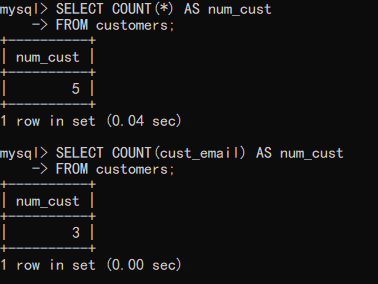 mysql> SELECT COUNT(*) AS num_cust
    -> FROM customers;
+----------+
| num_cust |
+----------+
|        5 |
+----------+
1 row in set (0.04 sec)

mysql> SELECT COUNT(cust_email) AS num_cust
    -> FROM customers;
+----------+
| num_cust |
+----------+
|        3 |
+----------+
1 row in set (0.00 sec)